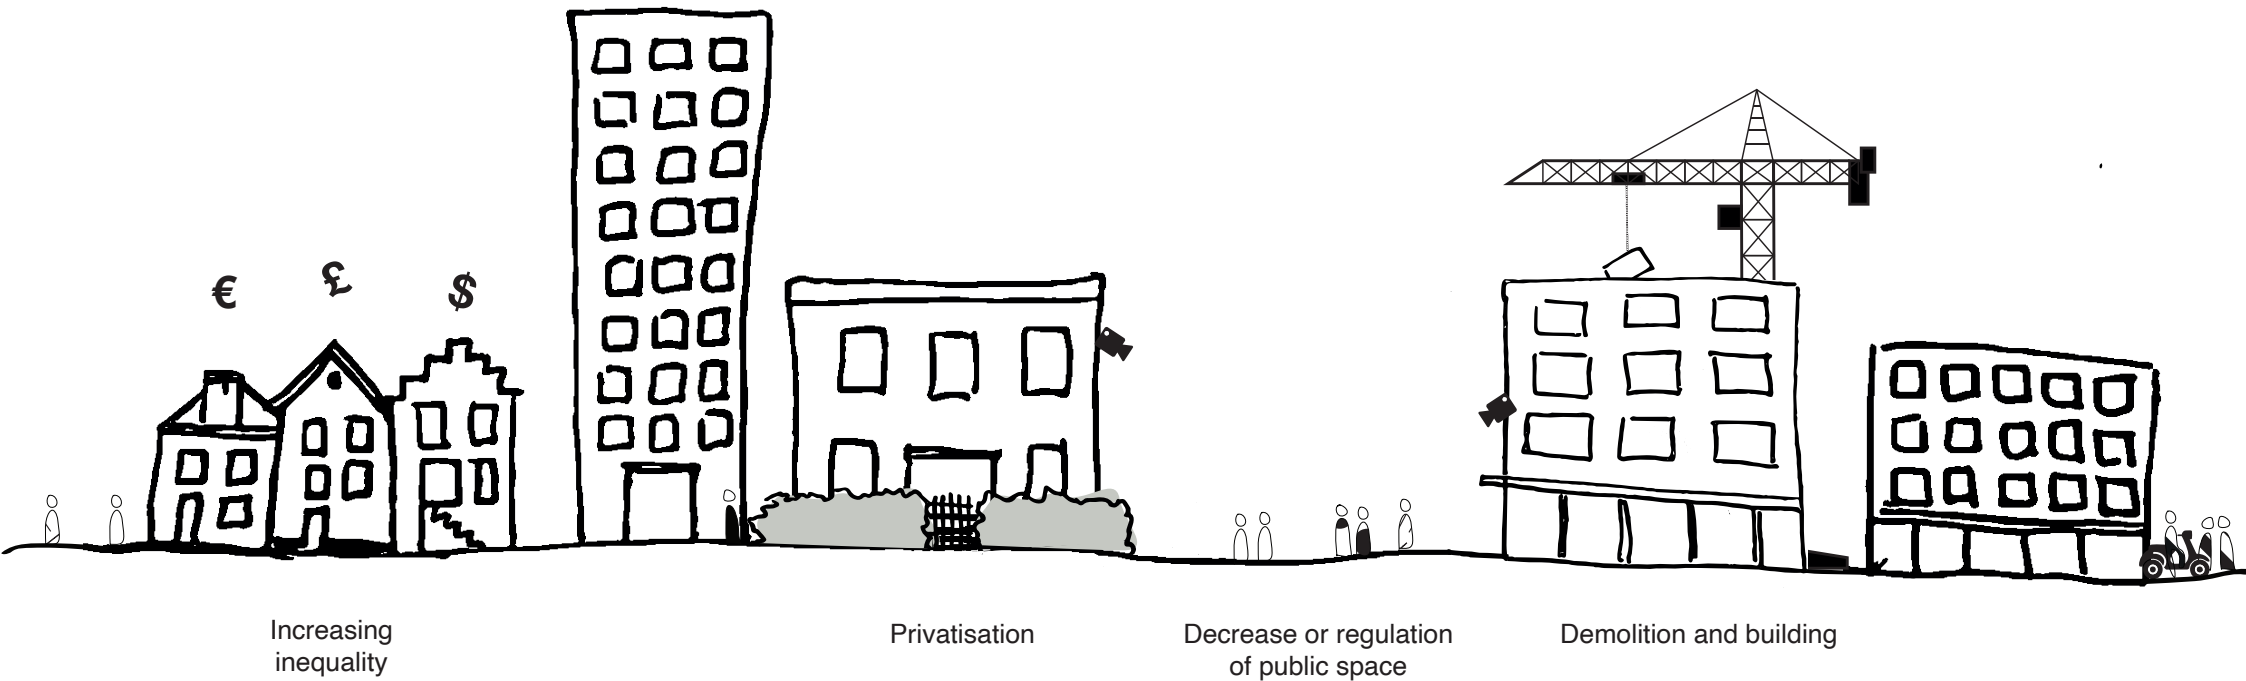 € £ $
Increasing
inequality
Privatisation
Decrease or regulation
of public space
Demolition and building